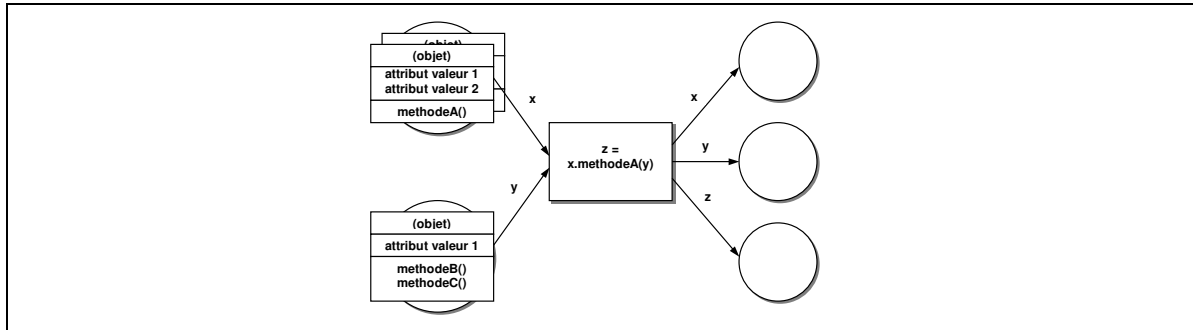 (objet)
(objet)
attribut valeur 1
attribut valeur 2
methodeA()
x
y
z =
x.methodeA(y)
x
y
z
(objet)
attribut valeur 1
methodeB()
methodeC()